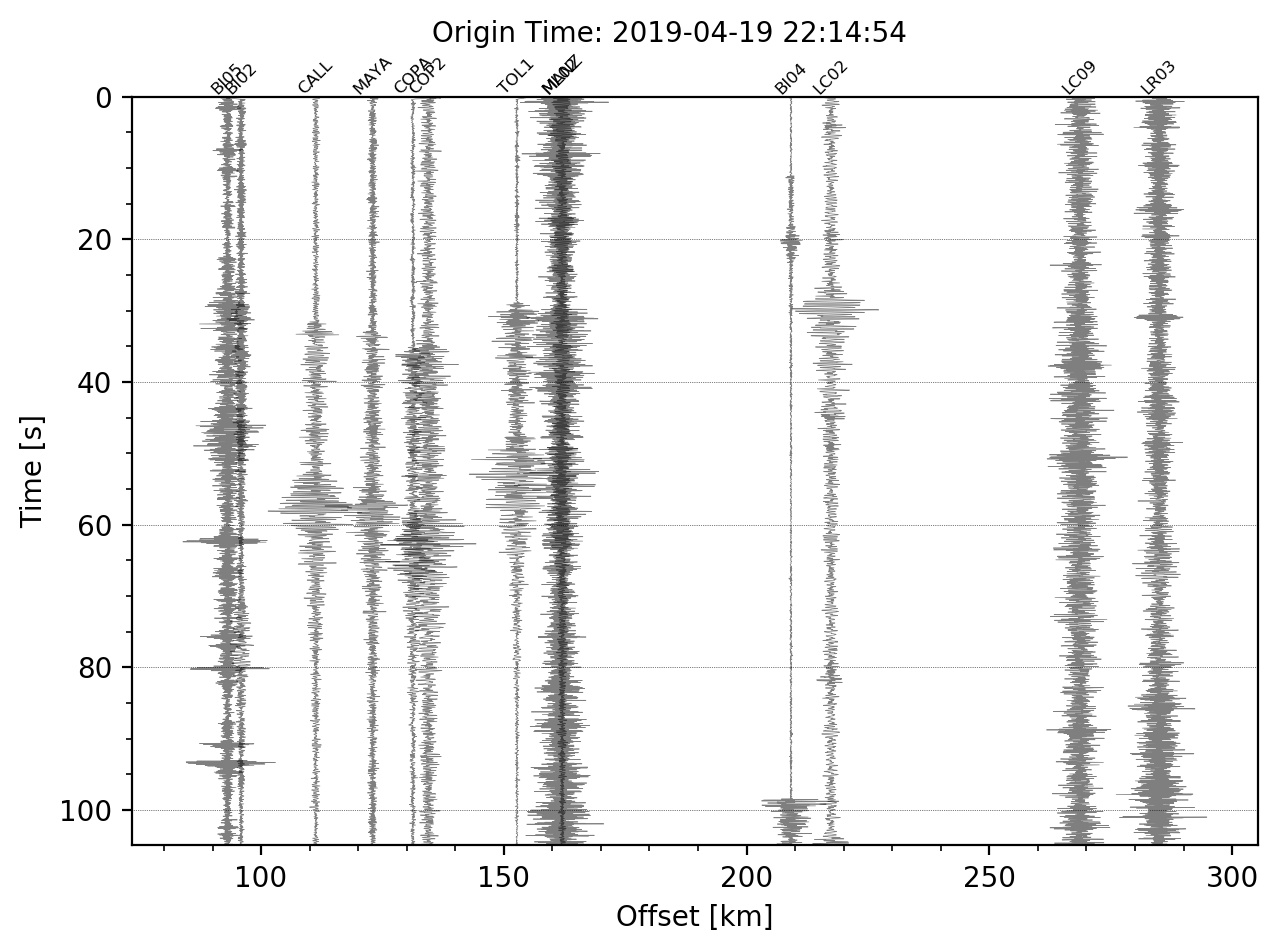 Origin Time: 2019-04-19 22:14:54
BI05 BI02 CALL MAYA COPA COP2 TOL1 BI04 LC02 LC09 LR03
0
20
40
60
80
100
Time [s]
100 150 200 250 300
Offset [km]